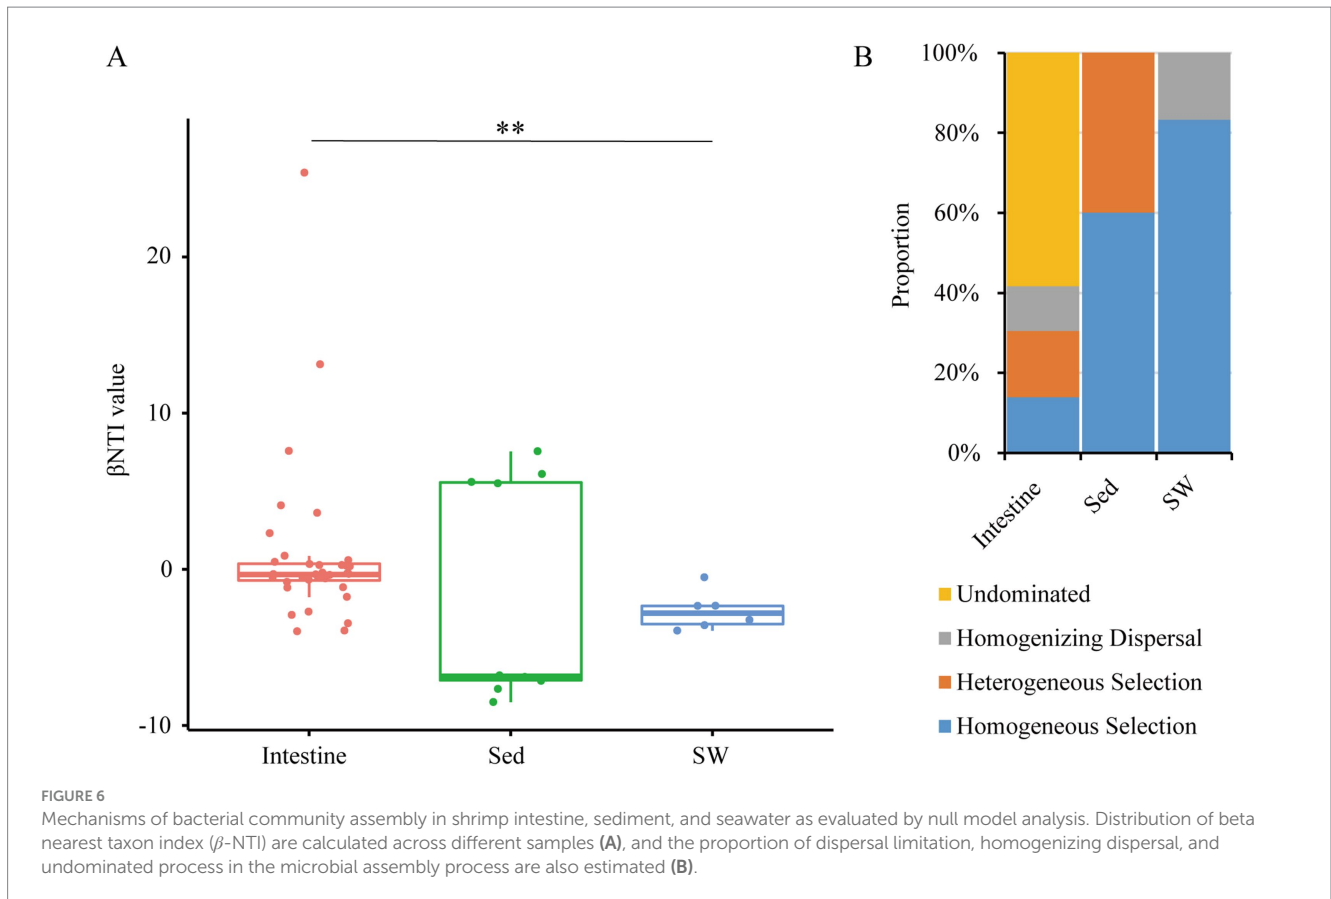 A
**
20
10
0
-10
βNTI value
Intestine
Sed
SW
B
100%
80%
60%
40%
20%
0%
Proportion
Intestine
Sed
SW
Undominated
Homogenizing Dispersal
Heterogeneous Selection
Homogeneous Selection
FIGURE 6
Mechanisms of bacterial community assembly in shrimp intestine, sediment, and seawater as evaluated by null model analysis. Distribution of beta
nearest taxon index (β-NTI) are calculated across different samples (A), and the proportion of dispersal limitation, homogenizing dispersal, and
undominated process in the microbial assembly process are also estimated (B).